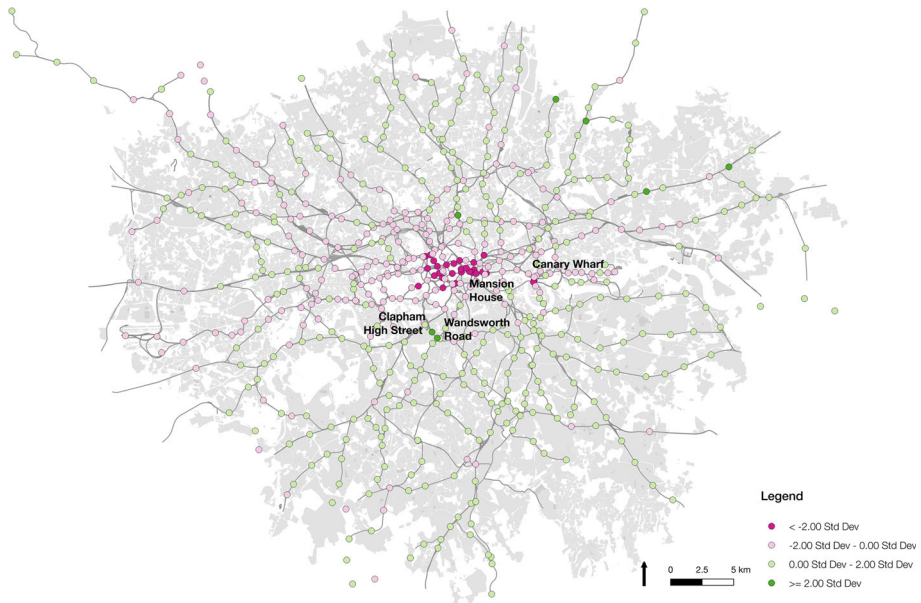 Canary Wharf
Mansion
House
Clapham
High Street
Wandsworth
Road
Legend
< -2.00 Std Dev
-2.00 Std Dev - 0.00 Std Dev
0.00 Std Dev - 2.00 Std Dev
>= 2.00 Std Dev
0 2.5 5 km